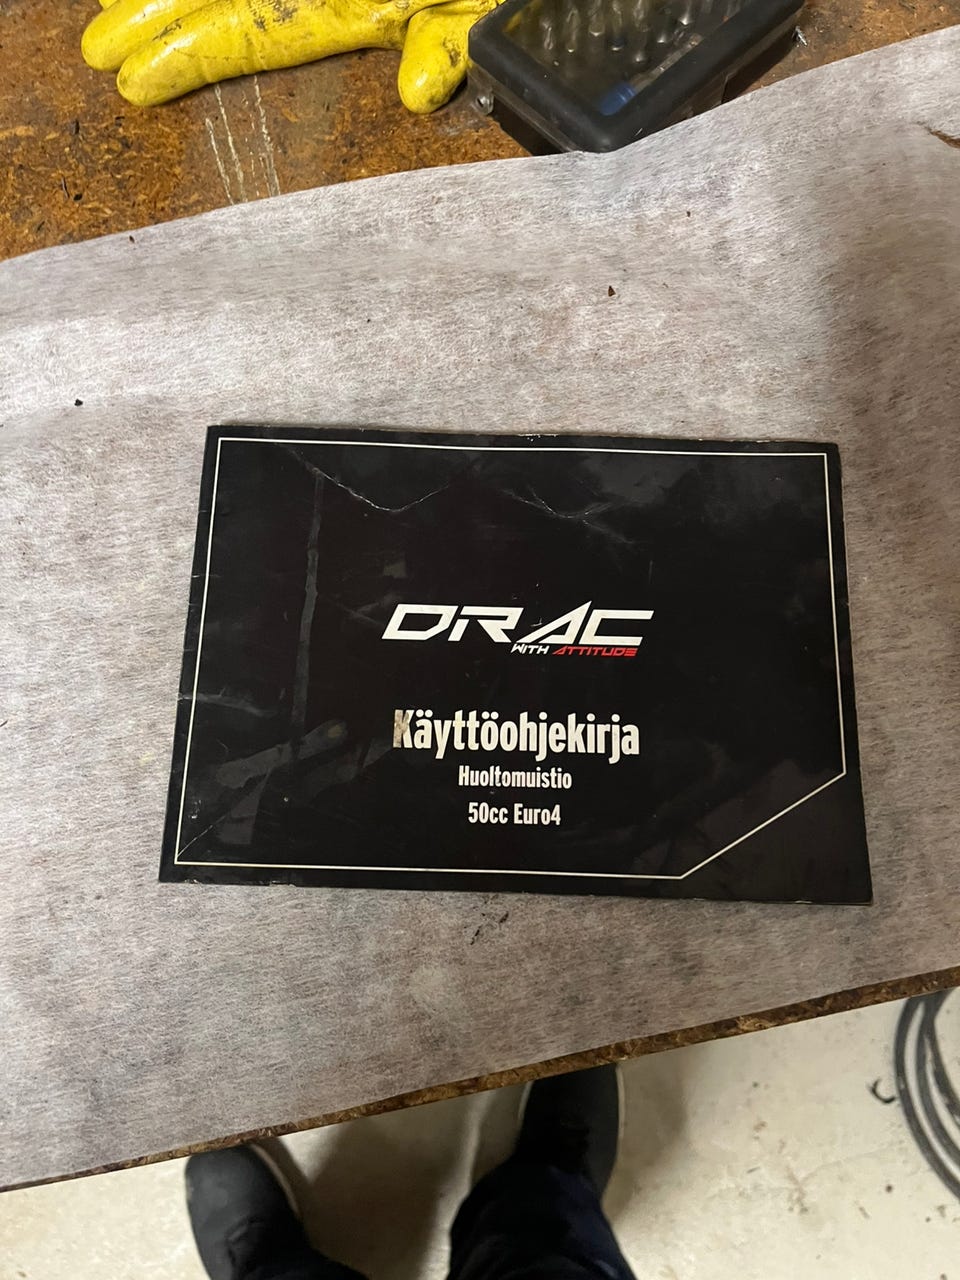 DRAC
WITH ATTITUDE
Käyttöohjekirja
Huoltomuistio
50cc Euro4